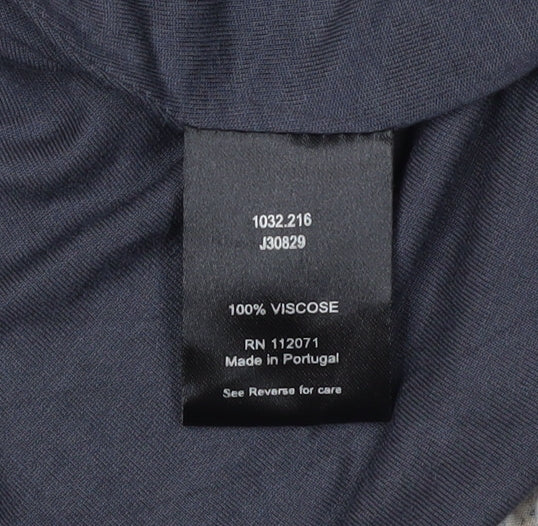 1032.216
J30829
100% VISCOSE
RN 112071
Made in Portugal
See Reverse for care